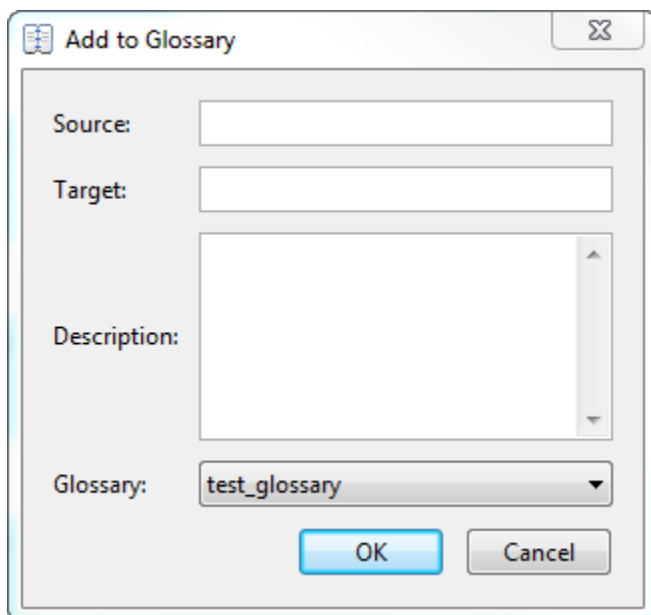 Add to Glossary
Source:
Target:
Description:
Glossary: test_glossary
OK Cancel